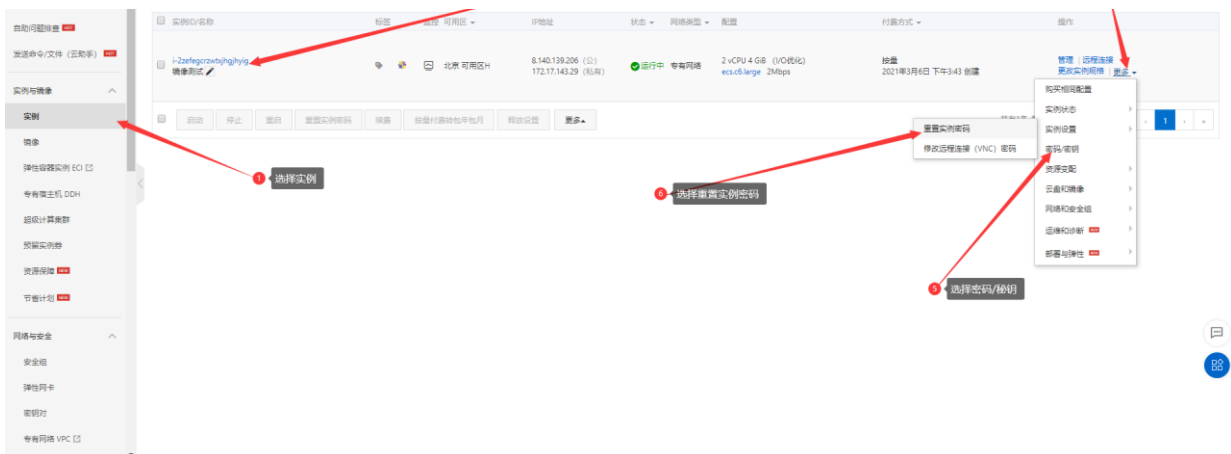 自助问题排查 HOT
发送命令/文件（云助手） HOT
实例与镜像
实例
镜像
弹性容器实例 ECI
专有宿主机 DDH
超级计算集群
预留实例券
资源保障 NEW
节省计划 NEW
网络与安全
安全组
弹性网卡
密钥对
专有网络 VPC
实例ID/名称 标签 监控 可用区 IP地址 状态 网络类型 配置 付费方式 操作
镜像测试 北京 可用区H 8.140.139.206（公）
172.17.143.29（私有） 运行中 专有网络 2 vCPU 4 GiB （I/O优化）
ecs.c6.large 2Mbps 按量
2021年3月6日 下午3:43 创建 管理 | 远程连接
更改实例规格 | 更多
启动 停止 重启 重置实例密码 续费 按量付费转包年包月 释放设置 更多
1
购买相同配置
实例状态
实例设置
密码/密钥
资源变配
云盘和镜像
网络和安全组
运维和诊断 NEW
部署与弹性 NEW
重置实例密码
修改远程连接（VNC）密码
1 选择实例
6 选择重置实例密码
5 选择密码/秘钥